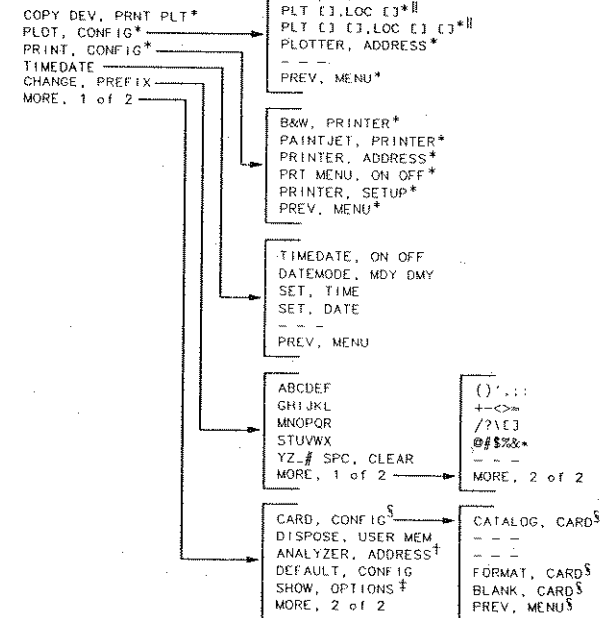 COPY DEV, PRNT PLT*
PLOT, CONFIG*
PRINT, CONFIG*
TIMEDATE
CHANGE, PREFIX
MORE, 1 of 2
PLT [],LOC []*||
PLT [] [],LOC [] []*||
PLOTTER, ADDRESS*
- - -
PREV, MENU*
B&W, PRINTER*
PAINTJET, PRINTER*
PRINTER, ADDRESS*
PRT MENU, ON OFF*
PRINTER, SETUP*
PREV, MENU*
TIMEDATE, ON OFF
DATEMODE, MDY DMY
SET, TIME
SET, DATE
- - -
PREV, MENU
ABCDEF
GHIJKL
MNOPQR
STUVWX
YZ_# SPC, CLEAR
MORE, 1 of 2
()',;:
+-<>=
/?\[]
@#$%&*
- - -
MORE, 2 of 2
CARD, CONFIG§
DISPOSE, USER MEM
ANALYZER, ADDRESS†
DEFAULT, CONFIG
SHOW, OPTIONS‡
MORE, 2 of 2
CATALOG, CARD§
- - -
- - -
FORMAT, CARD§
BLANK, CARD§
PREV, MENU§